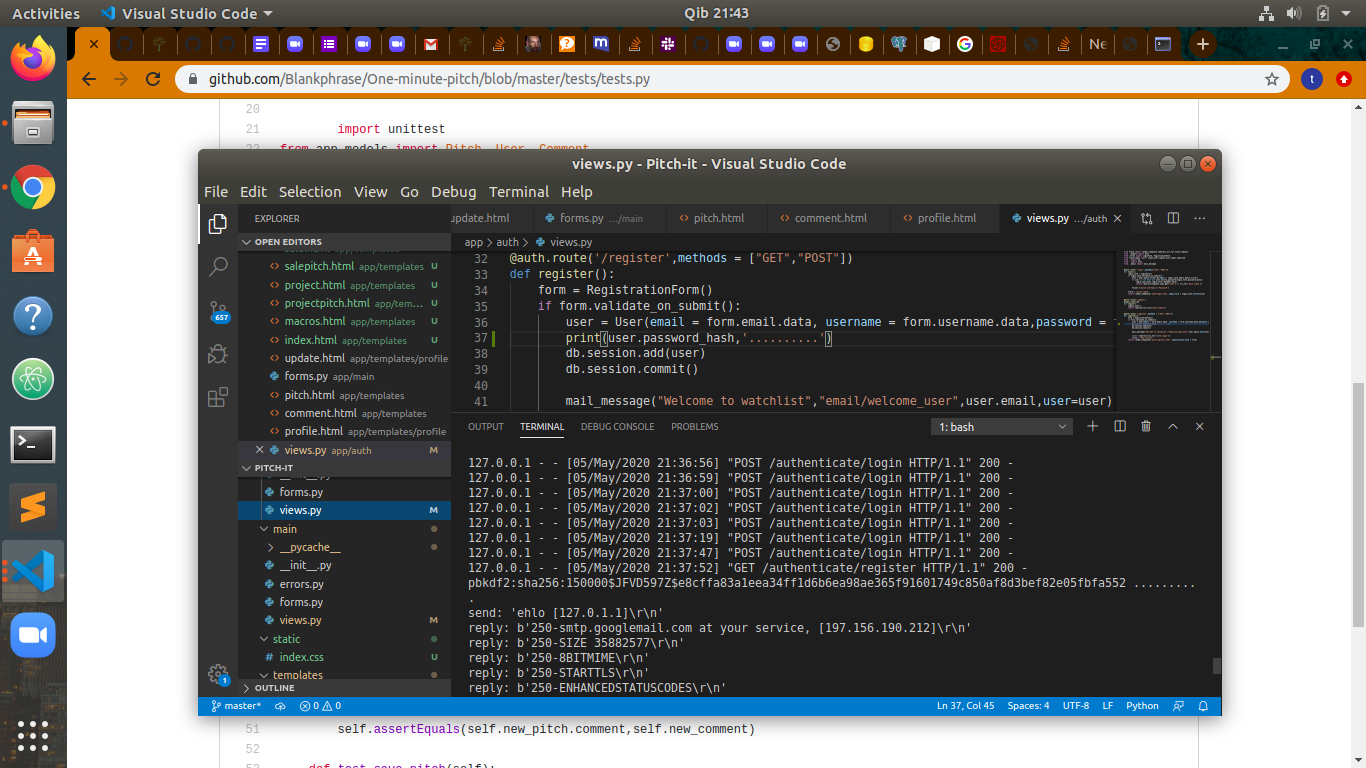 Activities
Visual Studio Code
Qib 21:43
github.com/Blankphrase/One-minute-pitch/blob/master/tests/tests.py
t
20
21 import unittest
22 from app.models import Pitch, User, Comment
views.py - Pitch-it - Visual Studio Code
File Edit Selection View Go Debug Terminal Help
EXPLORER
update.html
forms.py .../main
pitch.html
comment.html
profile.html
views.py .../auth
OPEN EDITORS
salepitch.html app/templates U
project.html app/templates U
projectpitch.html app/tem... U
macros.html app/templates U
index.html app/templates U
update.html app/templates/profile
forms.py app/main
pitch.html app/templates
comment.html app/templates
profile.html app/templates/profile
views.py app/auth M
PITCH-IT
__init__.py
forms.py
views.py M
main
__pycache__
__init__.py
errors.py
forms.py
views.py M
static
index.css U
templates
OUTLINE
657
1
app > auth > views.py
32 @auth.route('/register',methods = ["GET","POST"])
33 def register():
34 form = RegistrationForm()
35 if form.validate_on_submit():
36 user = User(email = form.email.data, username = form.username.data,password =
37 print(user.password_hash,'..........')
38 db.session.add(user)
39 db.session.commit()
40
41 mail_message("Welcome to watchlist","email/welcome_user",user.email,user=user)
OUTPUT TERMINAL DEBUG CONSOLE PROBLEMS
1: bash
127.0.0.1 - - [05/May/2020 21:36:56] "POST /authenticate/login HTTP/1.1" 200 -
127.0.0.1 - - [05/May/2020 21:36:59] "POST /authenticate/login HTTP/1.1" 200 -
127.0.0.1 - - [05/May/2020 21:37:00] "POST /authenticate/login HTTP/1.1" 200 -
127.0.0.1 - - [05/May/2020 21:37:02] "POST /authenticate/login HTTP/1.1" 200 -
127.0.0.1 - - [05/May/2020 21:37:03] "POST /authenticate/login HTTP/1.1" 200 -
127.0.0.1 - - [05/May/2020 21:37:19] "POST /authenticate/login HTTP/1.1" 200 -
127.0.0.1 - - [05/May/2020 21:37:47] "POST /authenticate/login HTTP/1.1" 200 -
127.0.0.1 - - [05/May/2020 21:37:52] "GET /authenticate/register HTTP/1.1" 200 -
pbkdf2:sha256:150000$JFVD597Z$e8cffa83a1eea34ff1d6b6ea98ae365f91601749c850af8d3bef82e05fbfa552 .........
.
send: 'ehlo [127.0.1.1]\r\n'
reply: b'250-smtp.googlemail.com at your service, [197.156.190.212]\r\n'
reply: b'250-SIZE 35882577\r\n'
reply: b'250-8BITMIME\r\n'
reply: b'250-STARTTLS\r\n'
reply: b'250-ENHANCEDSTATUSCODES\r\n'
master* 0 0
Ln 37, Col 45 Spaces: 4 UTF-8 LF Python
51 self.assertEquals(self.new_pitch.comment,self.new_comment)
52
53 def test_save_pitch(self):